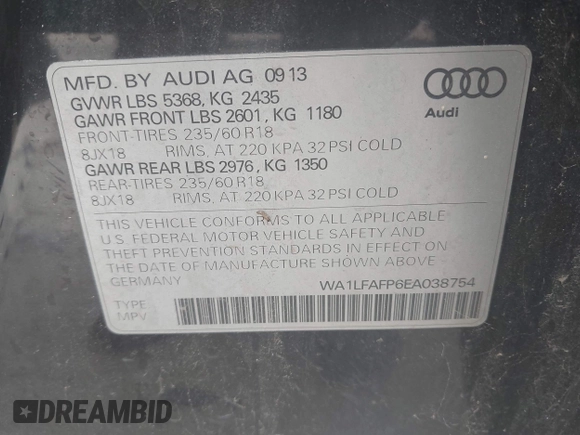 MFD. BY AUDI AG 09 13
GVWR LBS 5368, KG 2435
GAWR FRONT LBS 2601, KG 1180
FRONT-TIRES 235/60 R18
8JX18 RIMS, AT 220 KPA 32 PSI COLD
GAWR REAR LBS 2976, KG 1350
REAR-TIRES 235/60 R18
8JX18 RIMS, AT 220 KPA 32 PSI COLD
THIS VEHICLE CONFORMS TO ALL APPLICABLE
U.S. FEDERAL MOTOR VEHICLE SAFETY AND
THEFT PREVENTION STANDARDS IN EFFECT ON
THE DATE OF MANUFACTURE SHOWN ABOVE
GERMANY WA1LFAFP6EA038754
TYPE
MPV
Audi
DREAMBID